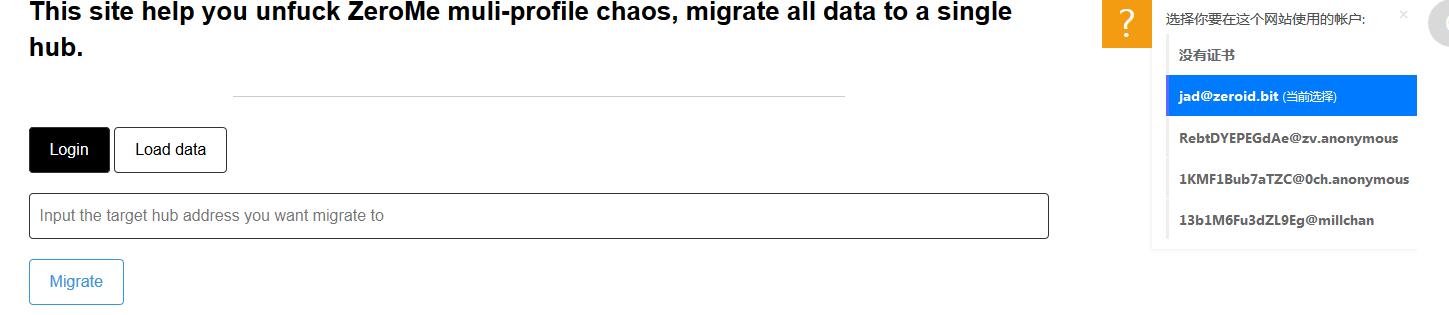 This site help you unfuck ZeroMe muli-profile chaos, migrate all data to a single
hub.
Login
Load data
Input the target hub address you want migrate to
Migrate
?
选择你要在这个网站使用的帐户:
×
没有证书
jad@zeroid.bit (当前选择)
RebtDYEPEGdAe@zv.anonymous
1KMF1Bub7aTZC@0ch.anonymous
13b1M6Fu3dZL9Eg@millchan